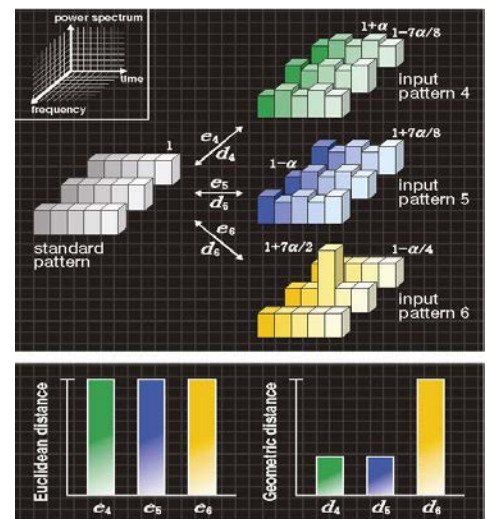 power spectrum
time
frequency
1+α
1−7α/8
input
pattern 4
1
e4
d4
1−α
1+7α/8
e5
d6
input
pattern 5
standard
pattern
e6
d6
1+7α/2
1−α/4
input
pattern 6
Euclidean distance
e4 e5 e6
Geometric distance
d4 d5 d6